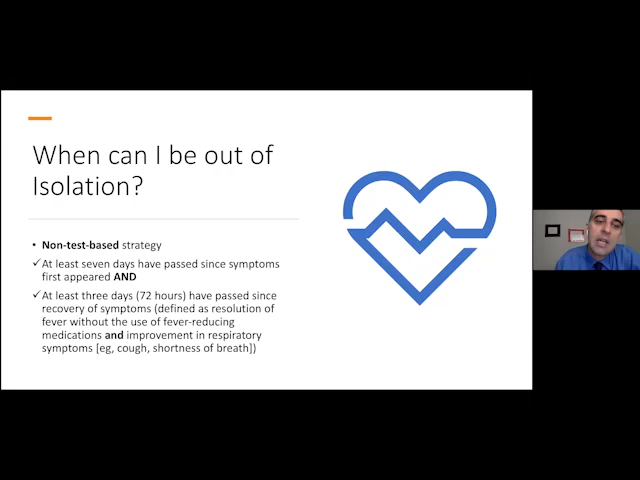 When can I be out of
Isolation?
• Non-test-based strategy
✓At least seven days have passed since symptoms
first appeared AND
✓At least three days (72 hours) have passed since
recovery of symptoms (defined as resolution of
fever without the use of fever-reducing
medications and improvement in respiratory
symptoms [eg, cough, shortness of breath])